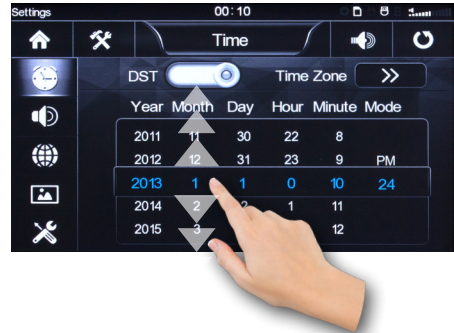 Settings 00:10
Time
DST Time Zone
Year Month Day Hour Minute Mode
2011 11 30 22 8
2012 12 31 23 9 PM
2013 1 1 0 10 24
2014 2 2 1 11
2015 3 12